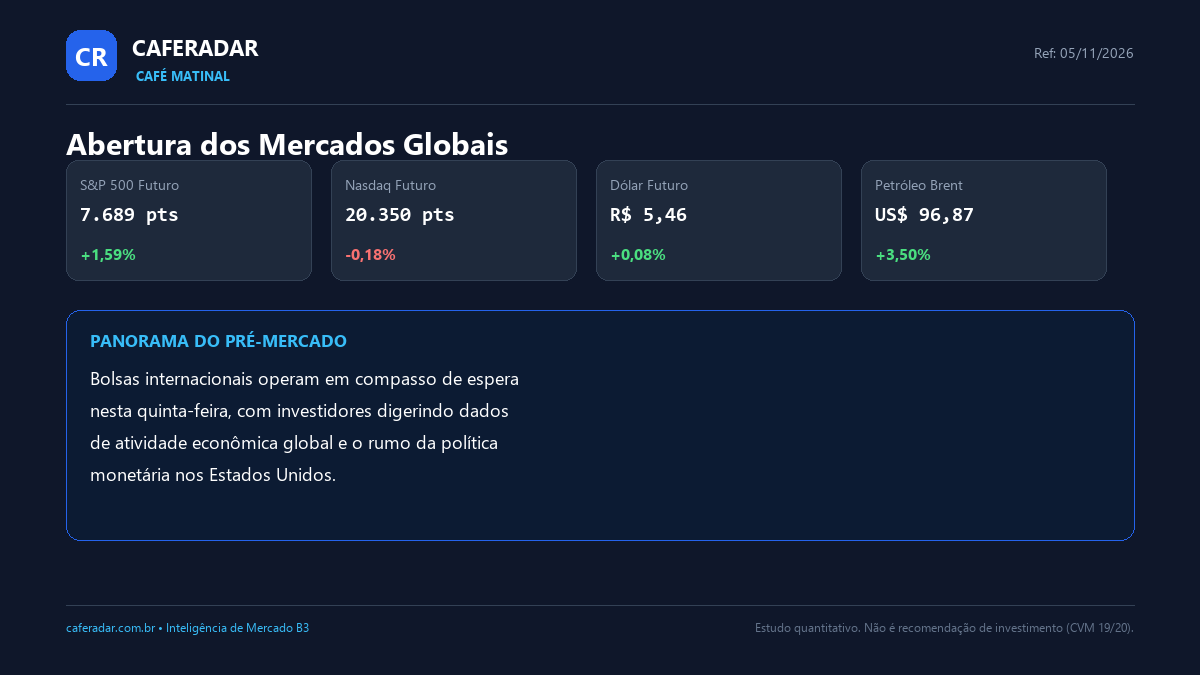 CR
CAFERADAR
CAFÉ MATINAL
Ref: 05/11/2026
Abertura dos Mercados Globais
S&P 500 Futuro
7.689 pts
+1,59%
Nasdaq Futuro
20.350 pts
-0,18%
Dólar Futuro
R$ 5,46
+0,08%
Petróleo Brent
US$ 96,87
+3,50%
PANORAMA DO PRÉ-MERCADO
Bolsas internacionais operam em compasso de espera
nesta quinta-feira, com investidores digerindo dados
de atividade econômica global e o rumo da política
monetária nos Estados Unidos.
caferadar.com.br • Inteligência de Mercado B3
Estudo quantitativo. Não é recomendação de investimento (CVM 19/20).